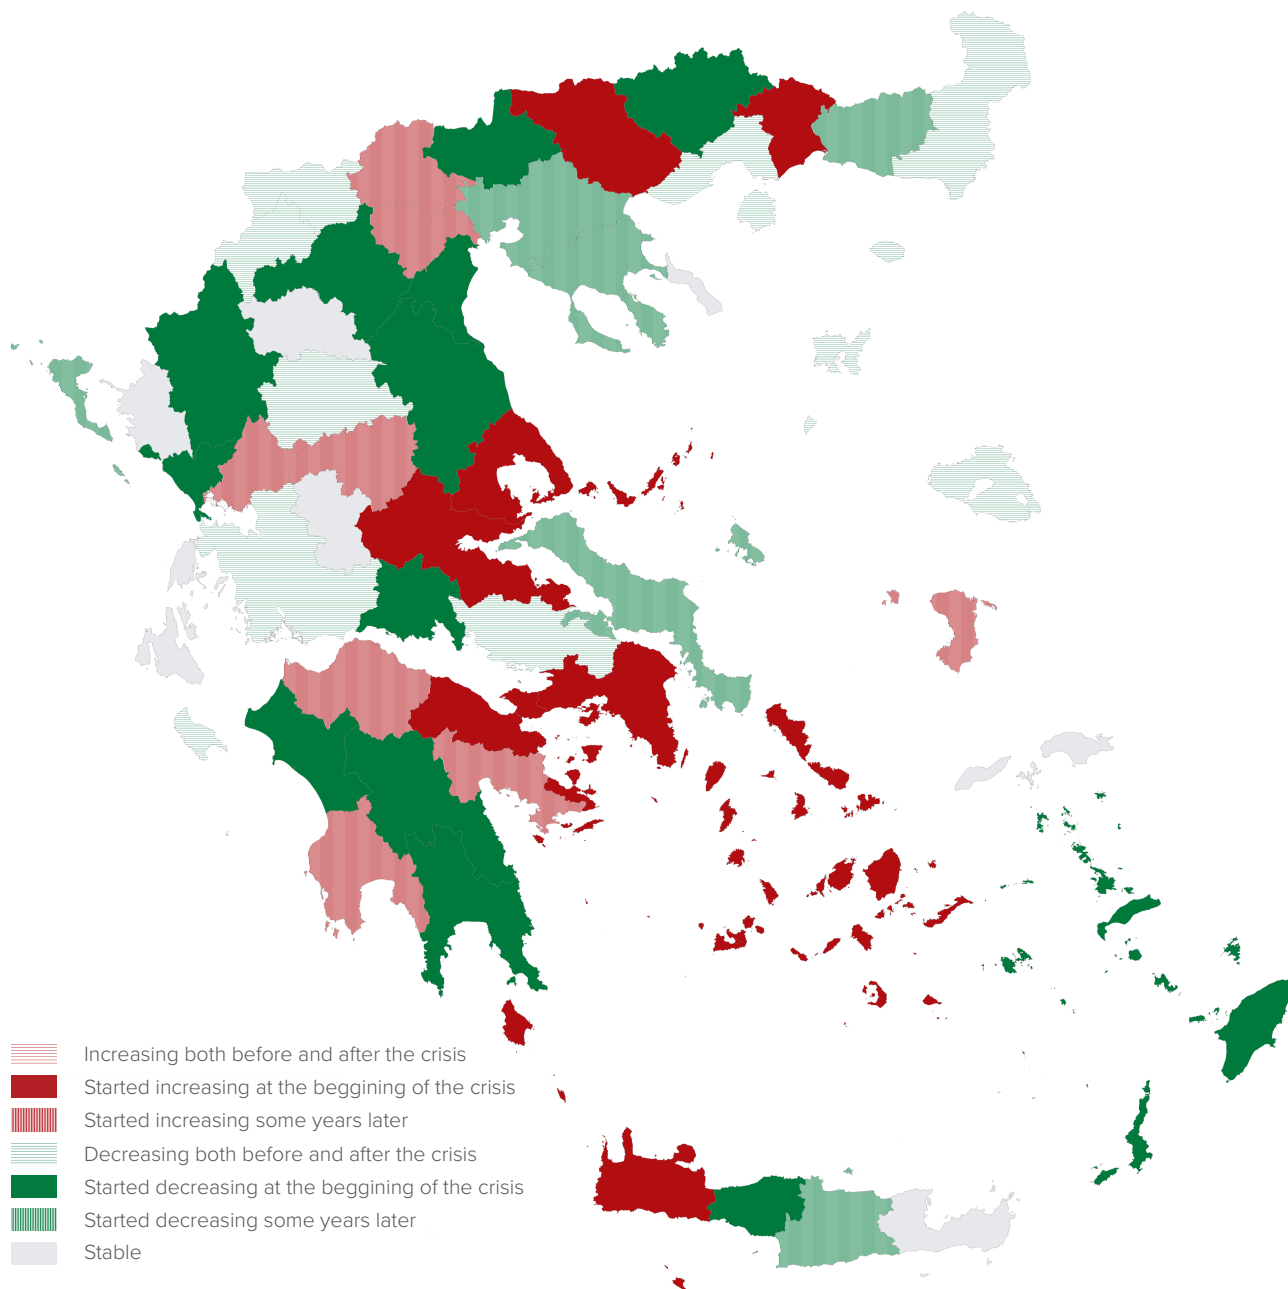 Increasing both before and after the crisis
Started increasing at the beggining of the crisis
Started increasing some years later
Decreasing both before and after the crisis
Started decreasing at the beggining of the crisis
Started decreasing some years later
Stable